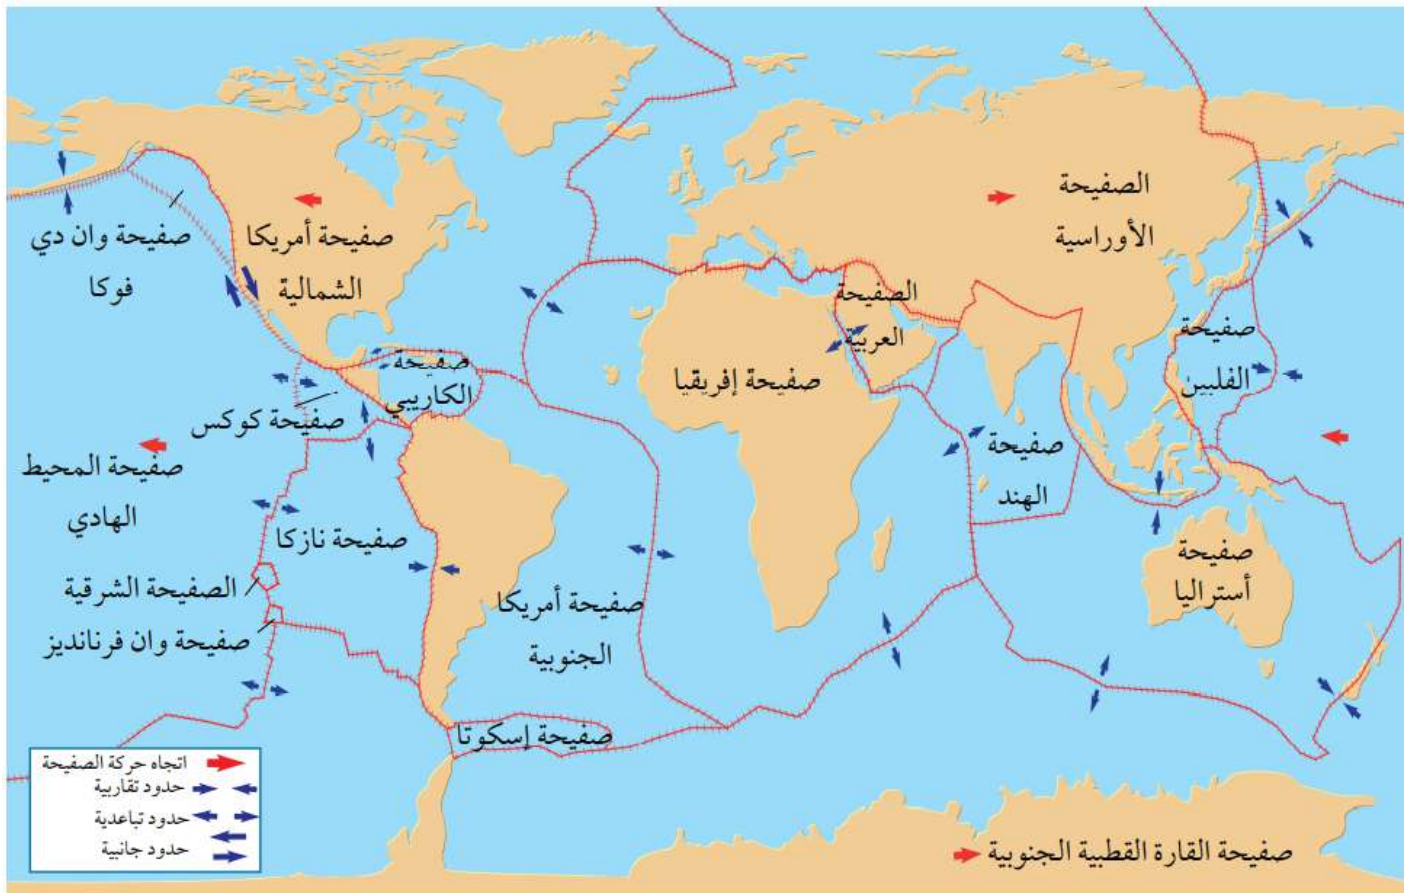 الصفيحة
الأوراسية
صفيحة أمريكا
الشمالية
صفيحة وان دي
فوكا
الصفيحة
العربية
صفيحة
الفلبين
صفيحة
الكاريبي
صفيحة إفريقيا
صفيحة كوكس
صفيحة
الهند
صفيحة المحيط
الهادي
صفيحة نازكا
صفيحة
أستراليا
الصفيحة الشرقية
صفيحة أمريكا
الجنوبية
صفيحة وان فرنانديز
صفيحة إسكوتا
اتجاه حركة الصفيحة
حدود تقاربية
حدود تباعدية
حدود جانبية
صفيحة القارة القطبية الجنوبية